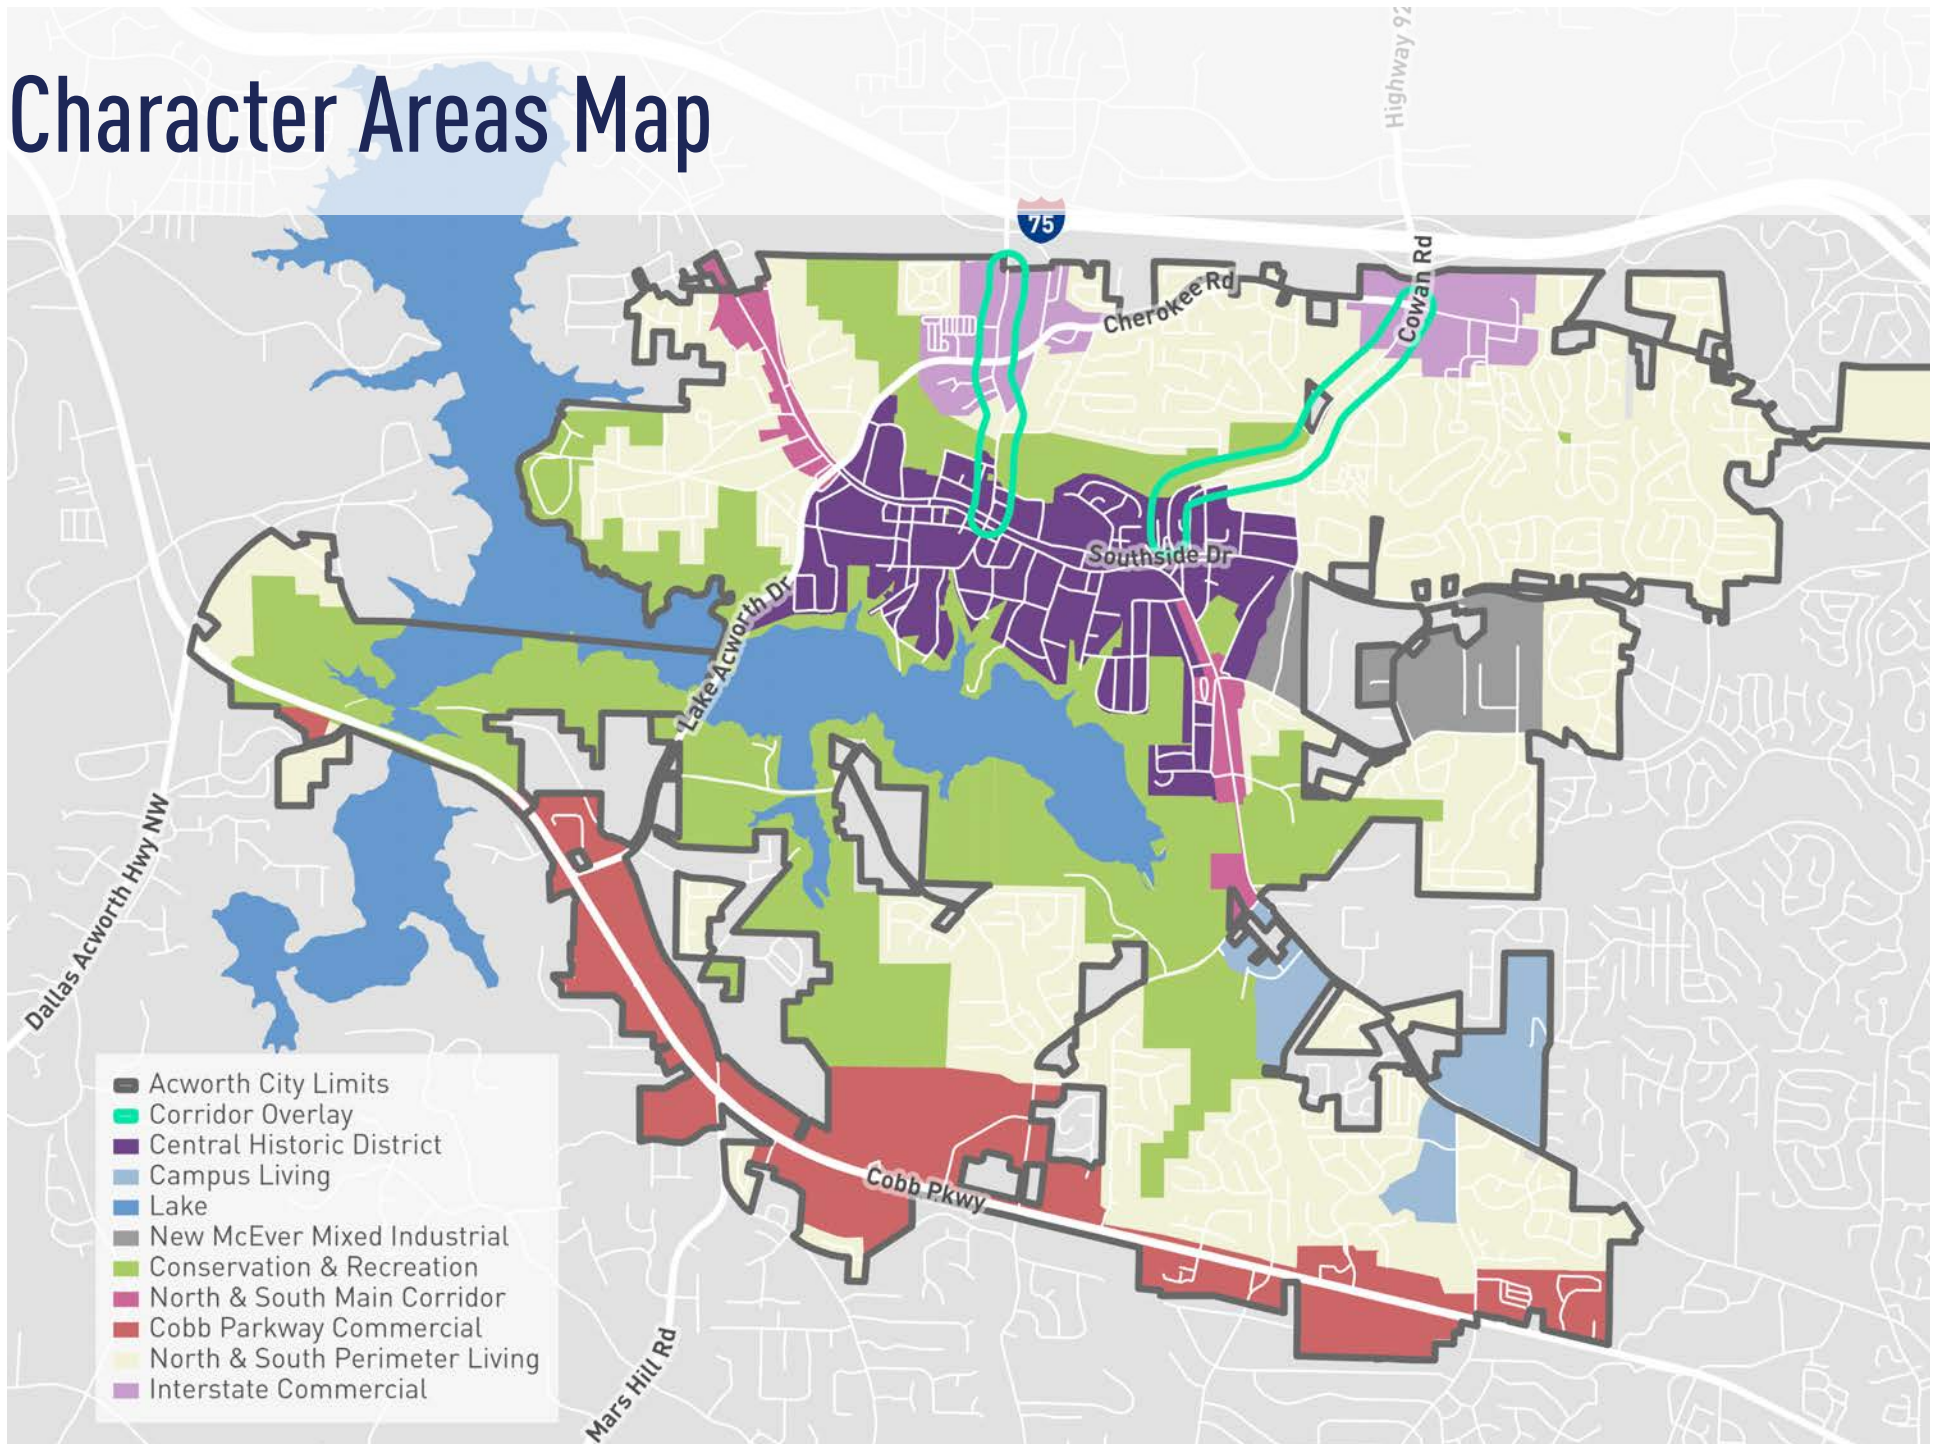 Character Areas Map
Highway 92
75
Cherokee Rd
Cowan Rd
Southside Dr
Lake Acworth Dr
Dallas Acworth Hwy NW
Cobb Pkwy
Mars Hill Rd
Acworth City Limits
Corridor Overlay
Central Historic District
Campus Living
Lake
New McEver Mixed Industrial
Conservation & Recreation
North & South Main Corridor
Cobb Parkway Commercial
North & South Perimeter Living
Interstate Commercial